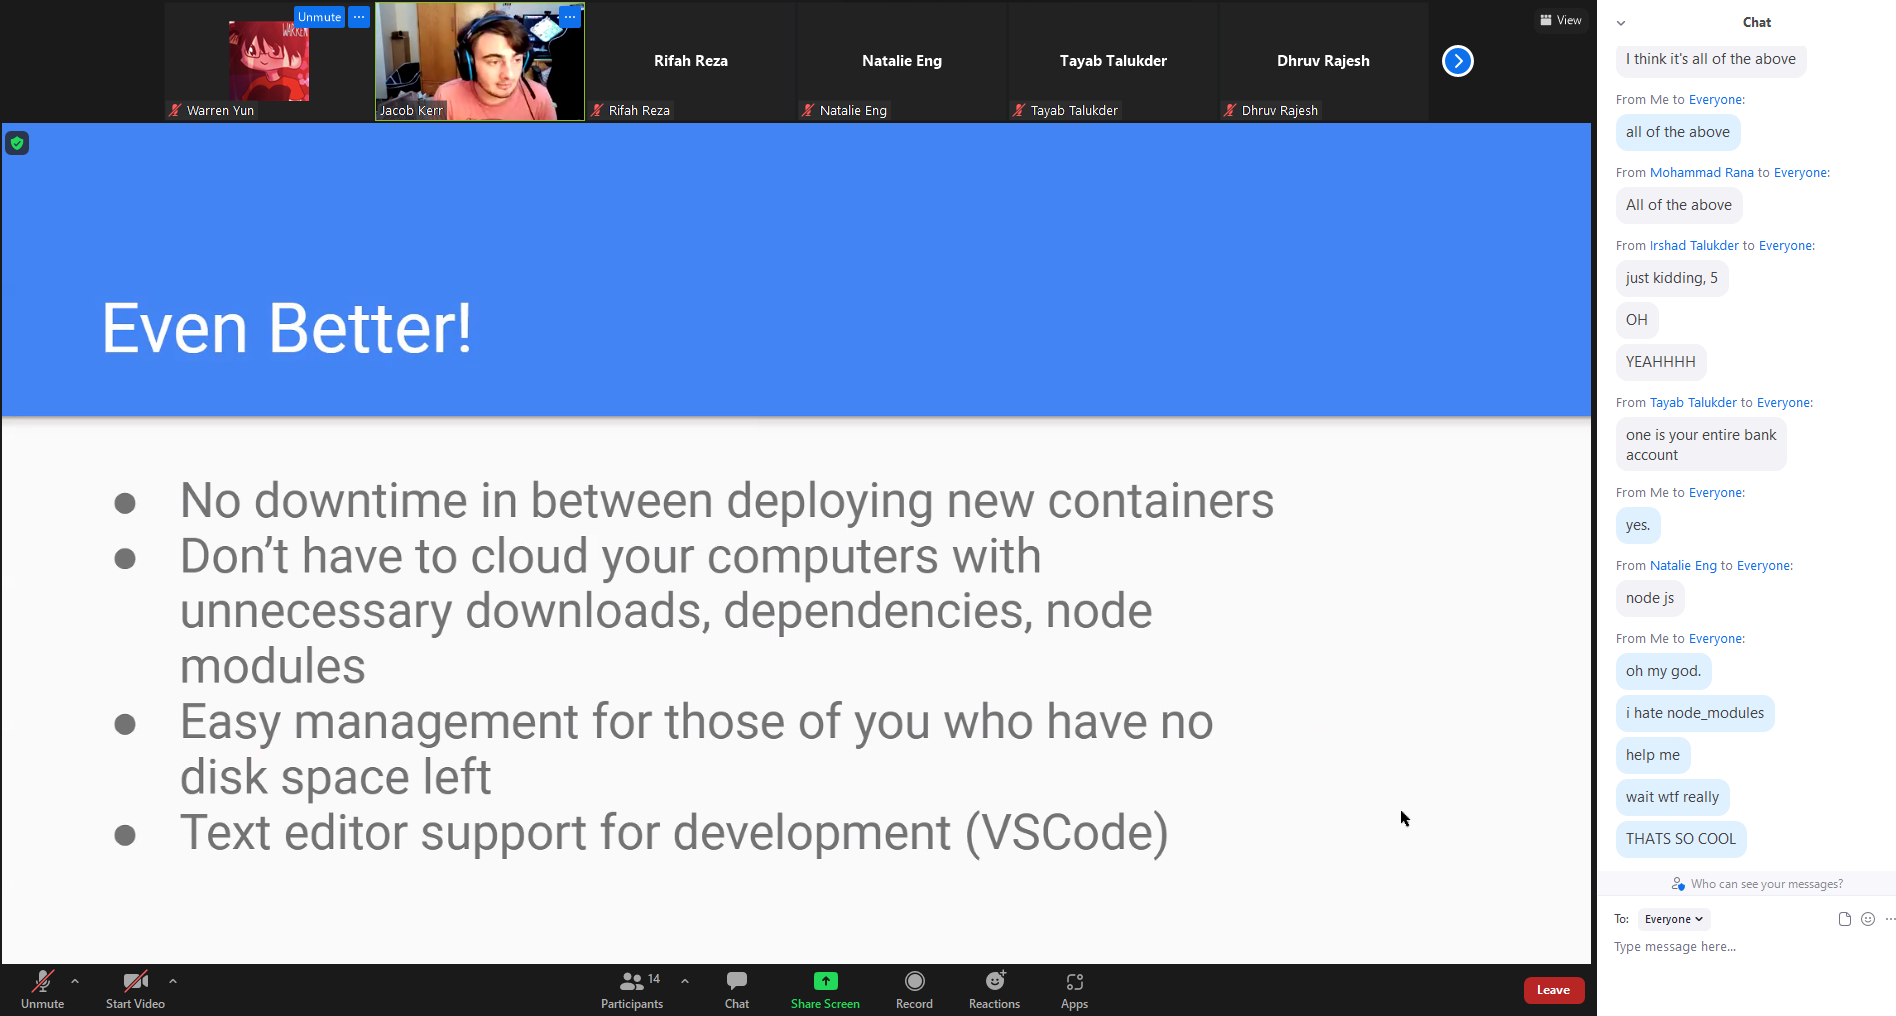 WARREN
Unmute
...
Warren Yun
Jacob Kerr
...
Rifah Reza
Rifah Reza
Natalie Eng
Natalie Eng
Tayab Talukder
Tayab Talukder
Dhruv Rajesh
Dhruv Rajesh
View
Even Better!
● No downtime in between deploying new containers
● Don’t have to cloud your computers with
unnecessary downloads, dependencies, node
modules
● Easy management for those of you who have no
disk space left
● Text editor support for development (VSCode)
Unmute
Start Video
14
Participants
Chat
Share Screen
Record
Reactions
Apps
Leave
Chat
I think it's all of the above
From Me to Everyone:
all of the above
From Mohammad Rana to Everyone:
All of the above
From Irshad Talukder to Everyone:
just kidding, 5
OH
YEAHHHH
From Tayab Talukder to Everyone:
one is your entire bank
account
From Me to Everyone:
yes.
From Natalie Eng to Everyone:
node js
From Me to Everyone:
oh my god.
i hate node_modules
help me
wait wtf really
THATS SO COOL
Who can see your messages?
To: Everyone
...
Type message here...